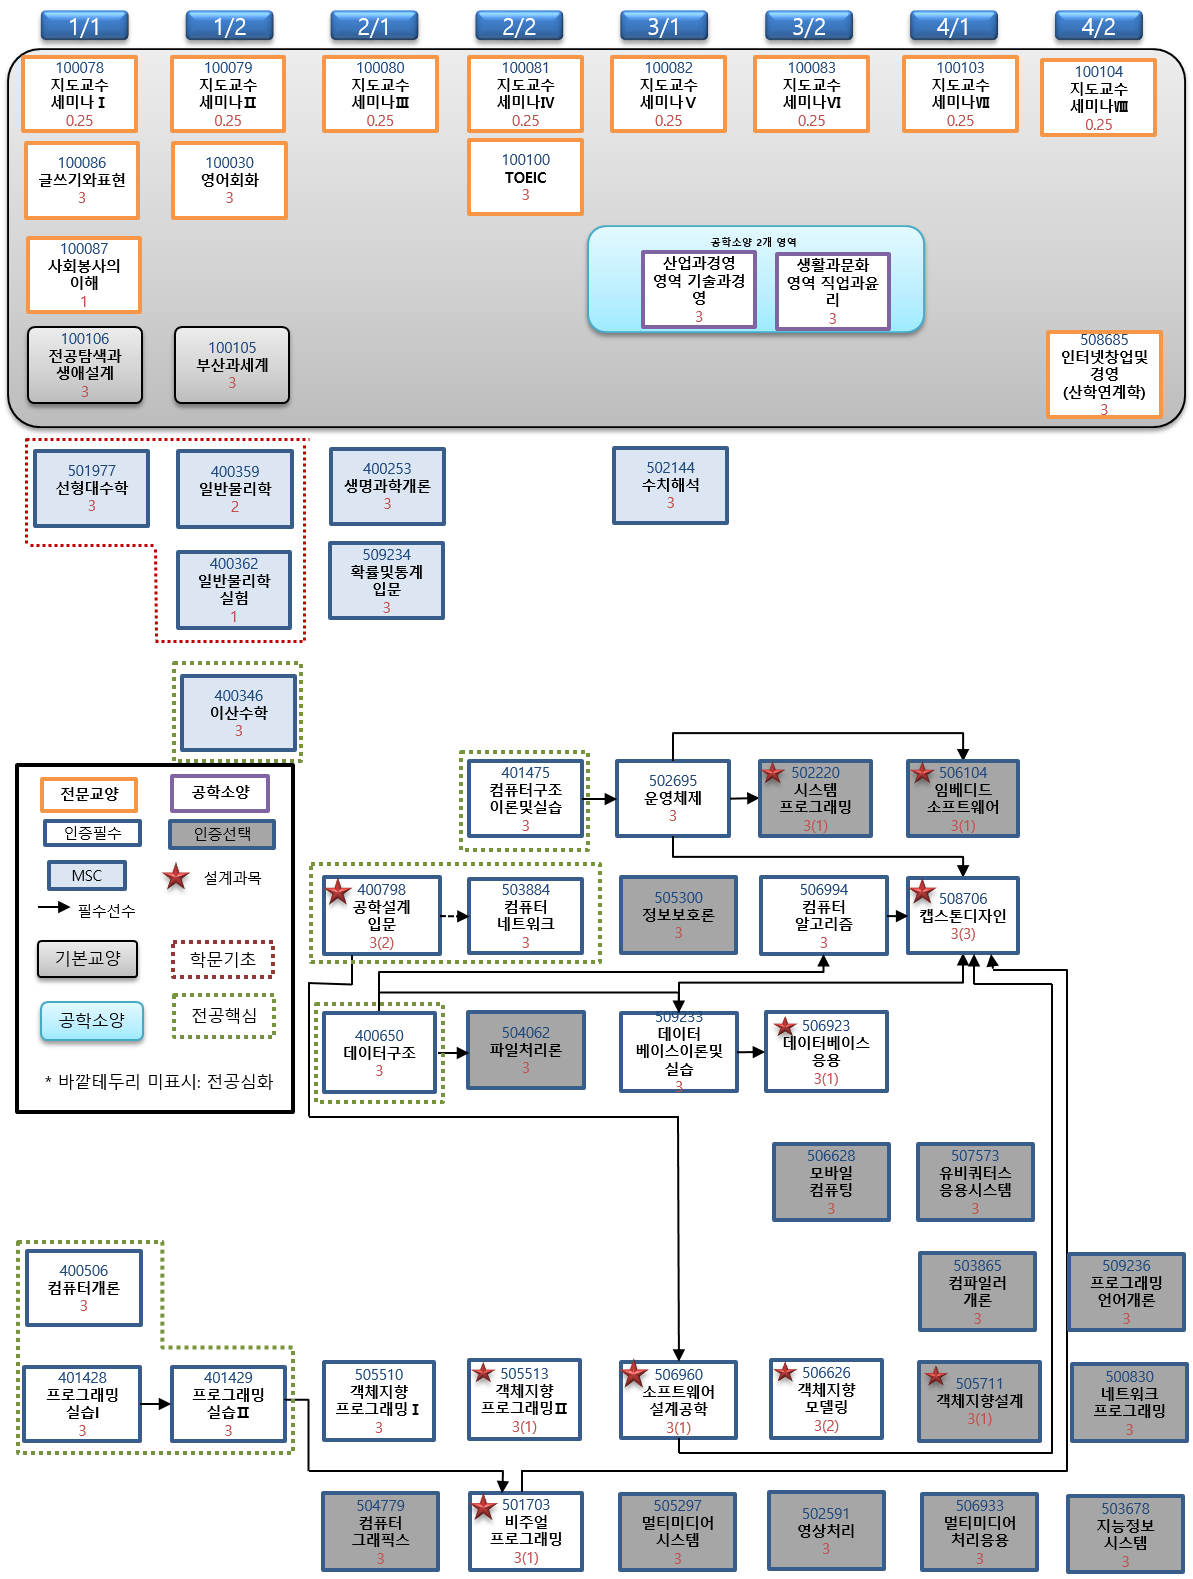 1/1
1/2
2/1
2/2
3/1
3/2
4/1
4/2
100078
지도교수
세미나Ⅰ
0.25
100079
지도교수
세미나Ⅱ
0.25
100080
지도교수
세미나Ⅲ
0.25
100081
지도교수
세미나Ⅳ
0.25
100082
지도교수
세미나Ⅴ
0.25
100083
지도교수
세미나Ⅵ
0.25
100103
지도교수
세미나Ⅶ
0.25
100104
지도교수
세미나Ⅷ
0.25
100086
글쓰기와표현
3
100030
영어회화
3
100100
TOEIC
3
100087
사회봉사의
이해
1
공학소양 2개 영역
산업과경영
영역 기술과경
영
3
생활과문화
영역 직업과윤
리
3
100106
전공탐색과
생애설계
3
100105
부산과세계
3
508685
인터넷창업및
경영
(산학연계학)
3
501977
선형대수학
3
400359
일반물리학
2
400253
생명과학개론
3
502144
수치해석
3
400362
일반물리학
실험
1
509234
확률및통계
입문
3
400346
이산수학
3
전문교양
공학소양
인증필수
인증선택
MSC
설계과목
필수선수
기본교양
학문기초
공학소양
전공핵심
* 바깥테두리 미표시: 전공심화
401475
컴퓨터구조
이론및실습
3
502695
운영체제
3
502220
시스템
프로그래밍
3(1)
506104
임베디드
소프트웨어
3(1)
400798
공학설계
입문
3(2)
503884
컴퓨터
네트워크
3
505300
정보보호론
3
506994
컴퓨터
알고리즘
3
508706
캡스톤디자인
3(3)
400650
데이터구조
3
504062
파일처리론
3
509233
데이터
베이스이론및
실습
3
506923
데이터베이스
응용
3(1)
506628
모바일
컴퓨팅
3
507573
유비쿼터스
응용시스템
3
400506
컴퓨터개론
3
503865
컴파일러
개론
3
509236
프로그래밍
언어개론
3
401428
프로그래밍
실습Ⅰ
3
401429
프로그래밍
실습Ⅱ
3
505510
객체지향
프로그래밍Ⅰ
3
505513
객체지향
프로그래밍Ⅱ
3(1)
506960
소프트웨어
설계공학
3(1)
506626
객체지향
모델링
3(2)
505711
객체지향설계
3(1)
500830
네트워크
프로그래밍
3
504779
컴퓨터
그래픽스
3
501703
비주얼
프로그래밍
3(1)
505297
멀티미디어
시스템
3
502591
영상처리
3
506933
멀티미디어
처리응용
3
503678
지능정보
시스템
3